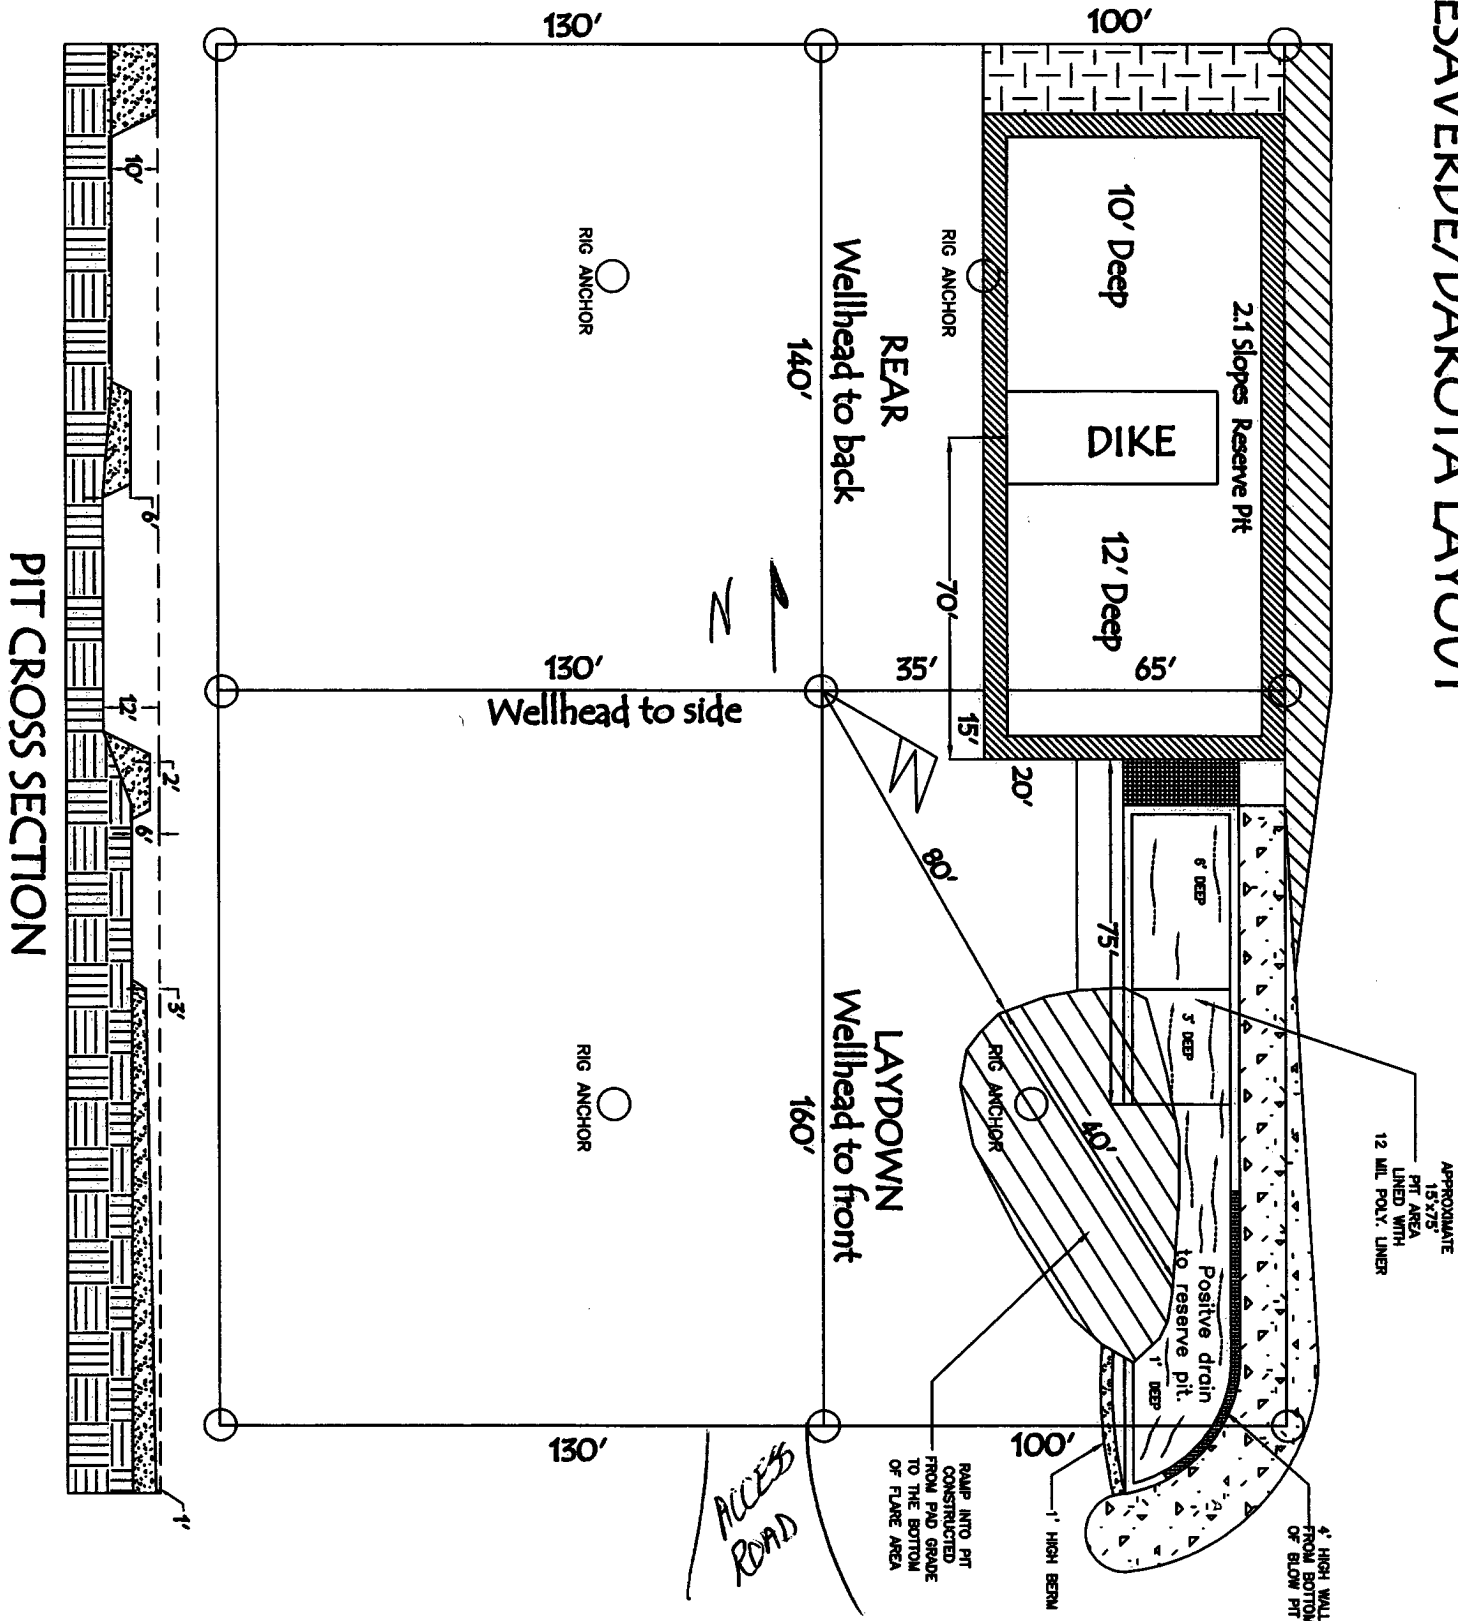 ESAVERDE/DAKOTA LAYOUT
130'
100'
10' Deep
2.1 Slopes Reserve Pit
DIKE
12' Deep
RIG ANCHOR
RIG ANCHOR
REAR
Wellhead to back
140'
70'
N
130'
Wellhead to side
35'
65'
15'
20'
80'
75'
6' DEEP
3' DEEP
APPROXIMATE
15'x75'
PIT AREA
LINED WITH
12 MIL POLY. LINER
LAYDOWN
Wellhead to front
160'
RIG ANCHOR
RIG ANCHOR
40'
Positve drain
to reserve pit.
1' DEEP
130'
100'
ACCESS
ROAD
RAMP INTO PIT
CONSTRUCTED
FROM PAD GRADE
TO THE BOTTOM
OF FLARE AREA
1' HIGH BERM
4' HIGH WALL
FROM BOTTOM
OF BLOW PIT
10'
6'
12'
2'
6'
3'
1'
PIT CROSS SECTION